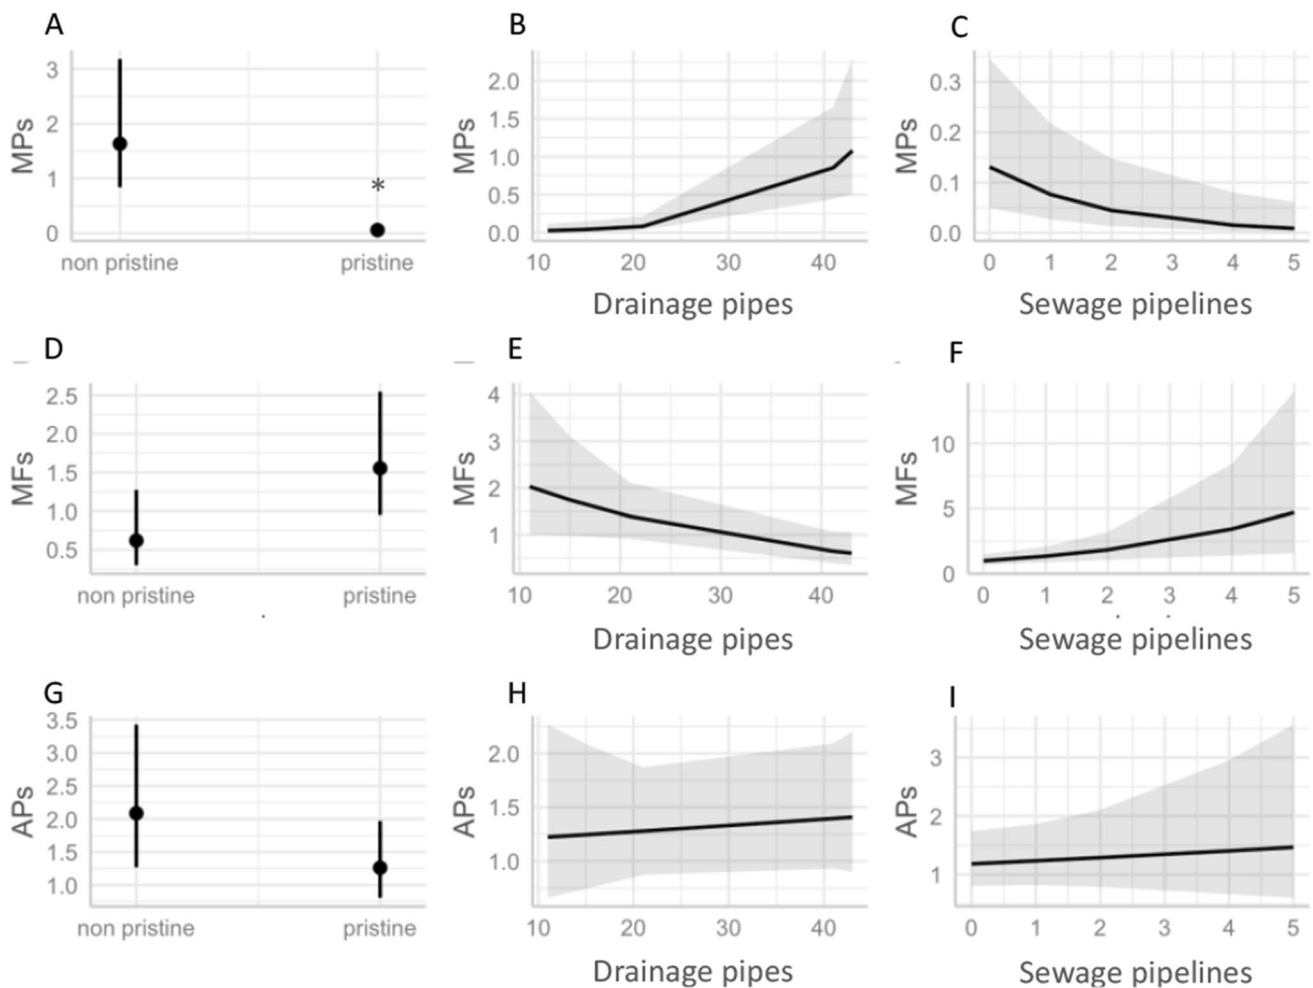 A
B
C
MPs
3
2
1
0
*
non pristine
pristine
MPs
2.0
1.5
1.0
0.5
0.0
10
20
30
40
Drainage pipes
MPs
0.3
0.2
0.1
0.0
0
1
2
3
4
5
Sewage pipelines
D
E
F
MFs
2.5
2.0
1.5
1.0
0.5
non pristine
pristine
MFs
4
3
2
1
10
20
30
40
Drainage pipes
MFs
10
5
0
0
1
2
3
4
5
Sewage pipelines
G
H
I
APs
3.5
3.0
2.5
2.0
1.5
1.0
non pristine
pristine
APs
2.0
1.5
1.0
10
20
30
40
Drainage pipes
APs
3
2
1
0
1
2
3
4
5
Sewage pipelines